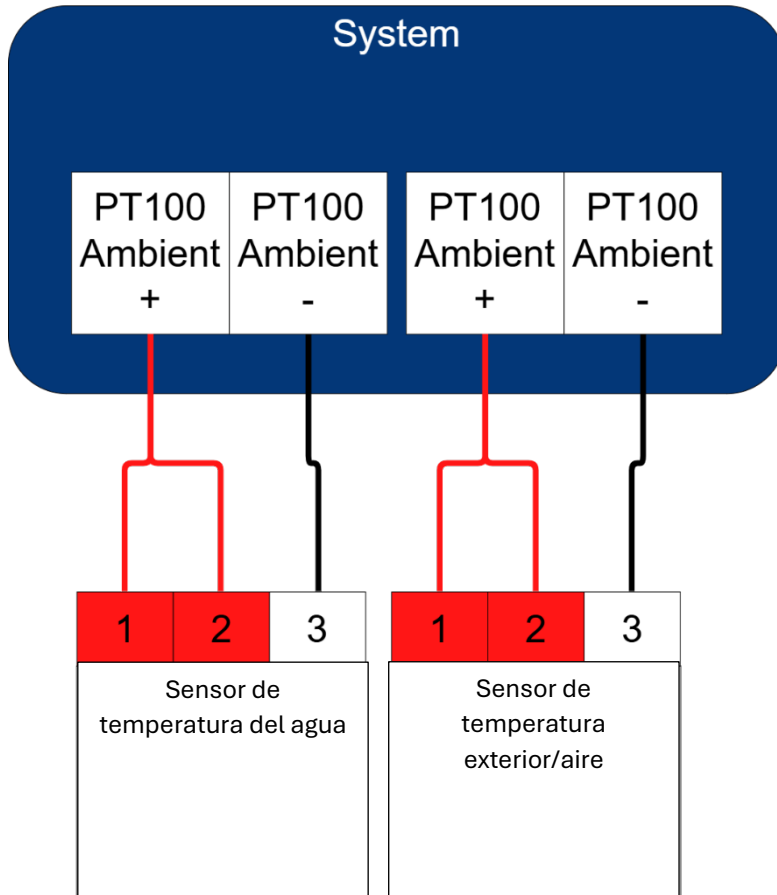 System
PT100
Ambient
+
PT100
Ambient
-
PT100
Ambient
+
PT100
Ambient
-
1
2
3
Sensor de
temperatura del agua
1
2
3
Sensor de
temperatura
exterior/aire